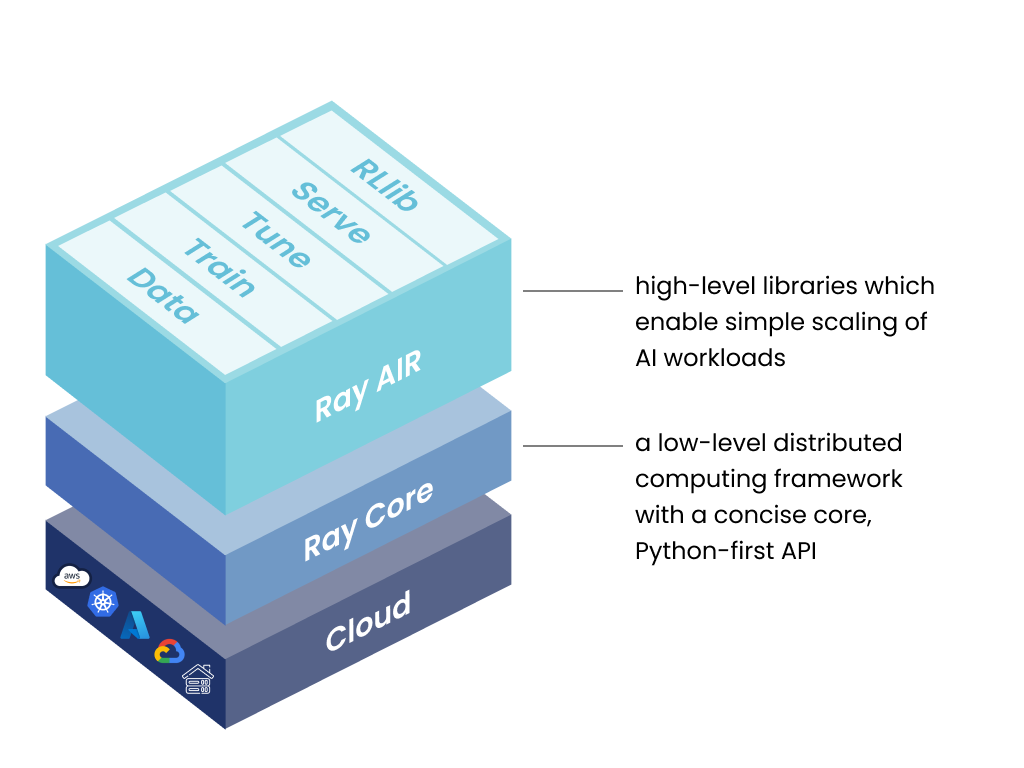 RLlib
Serve
Tune
Train
Data
Ray AIR
high-level libraries which
enable simple scaling of
AI workloads
Ray Core
a low-level distributed
computing framework
with a concise core,
Python-first API
Cloud
aws